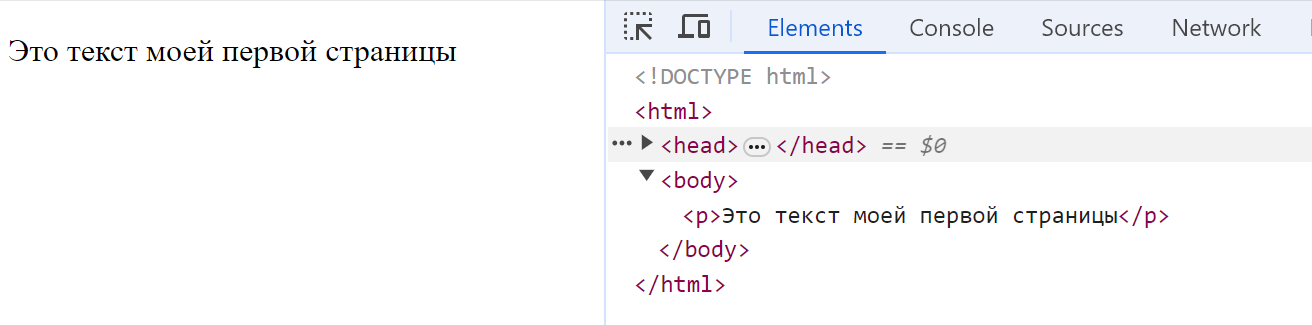 Это текст моей первой страницы
Elements Console Sources Network
<!DOCTYPE html>
<html>
<head>…</head> == $0
<body>
<p>Это текст моей первой страницы</p>
</body>
</html>